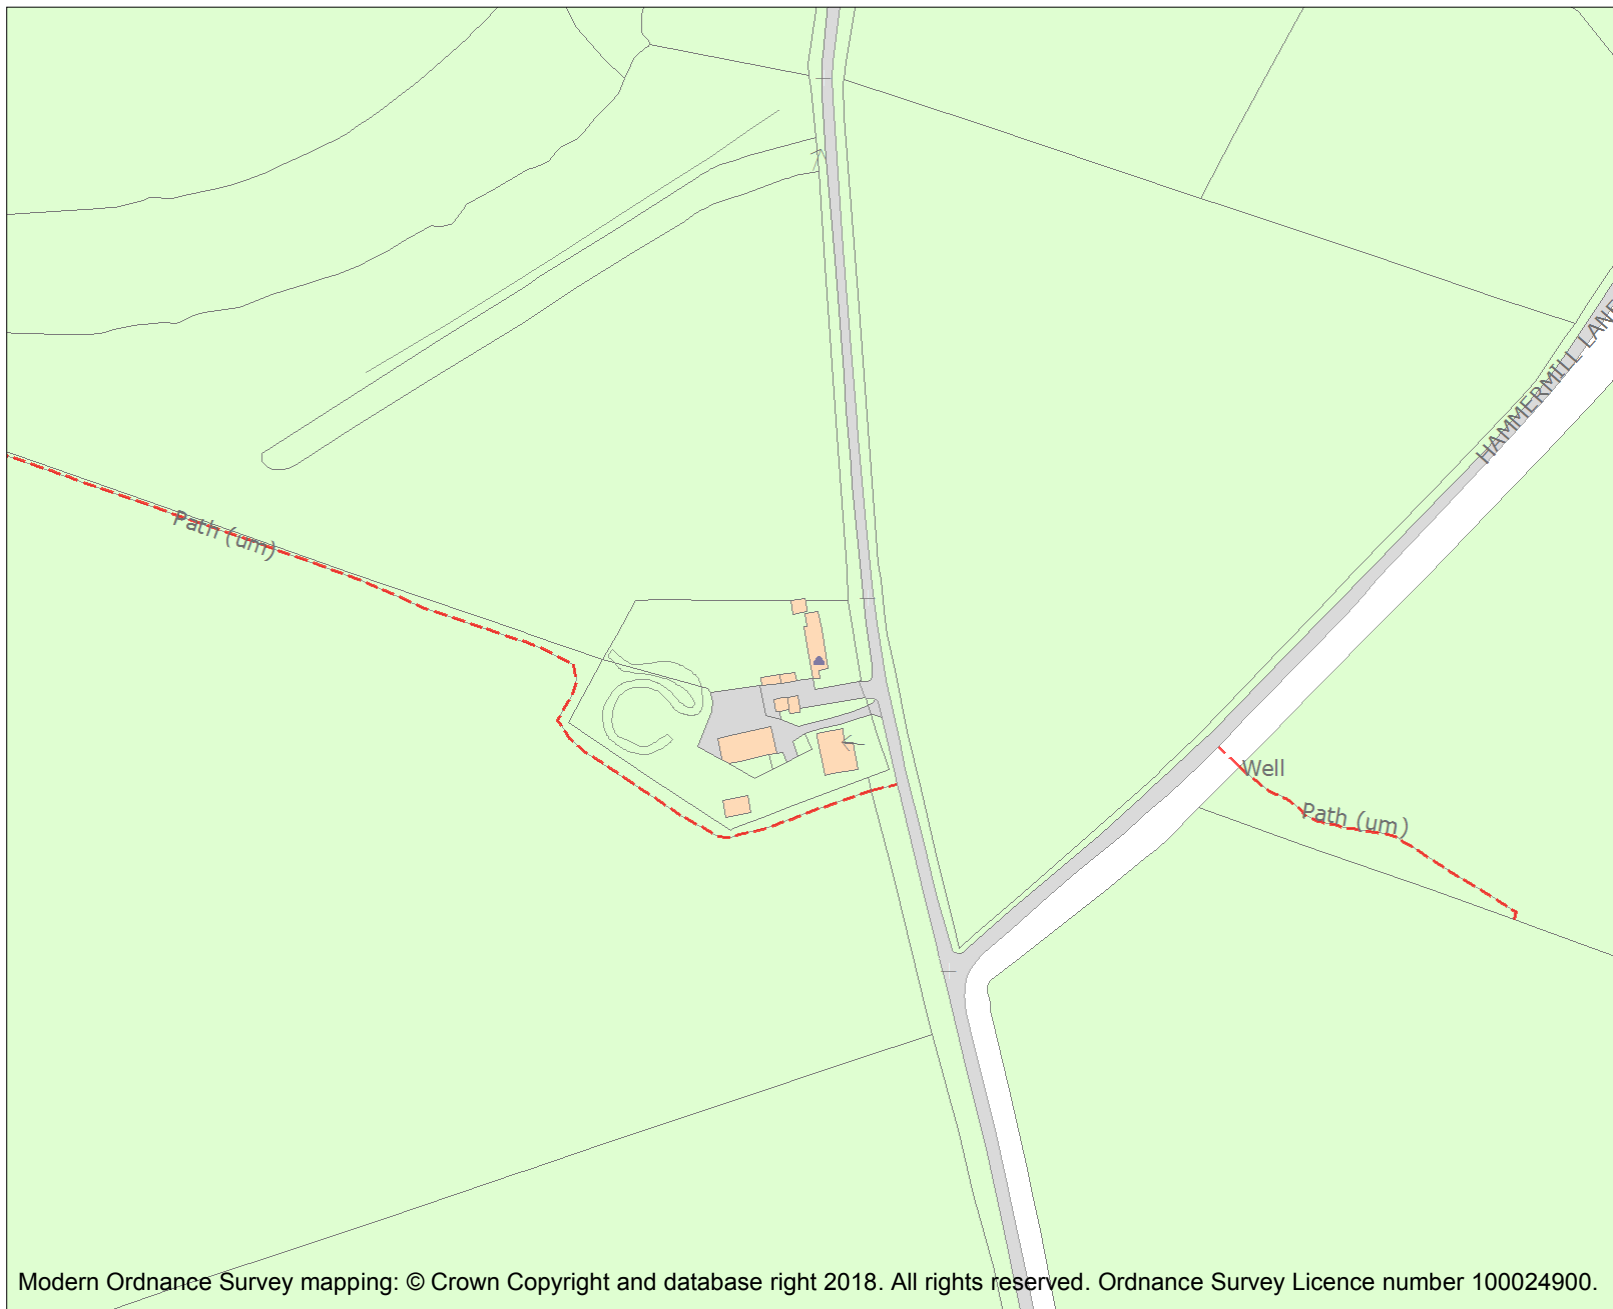 HAMMERMILL LANE
Path (um)
Well
Path (um)
Modern Ordnance Survey mapping: © Crown Copyright and database right 2018. All rights reserved. Ordnance Survey Licence number 100024900.